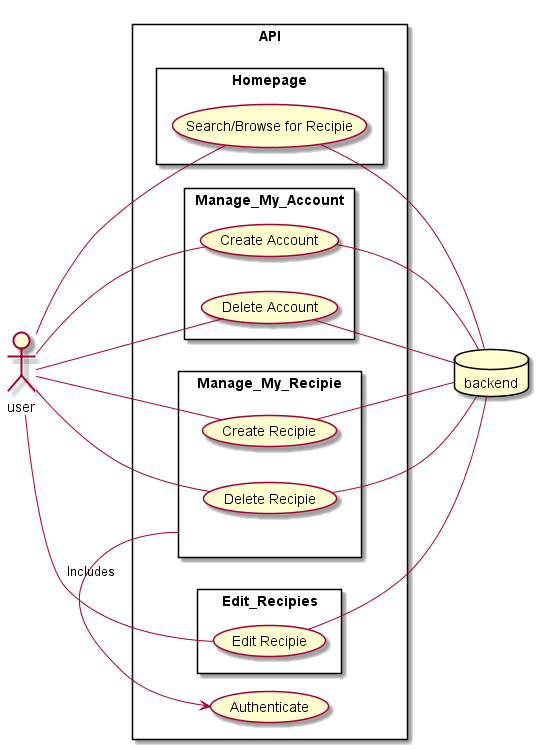 API
Homepage
Search/Browse for Recipie
Manage_My_Account
Create Account
Delete Account
user
backend
Manage_My_Recipie
Create Recipie
Delete Recipie
Includes
Edit_Recipies
Edit Recipie
Authenticate